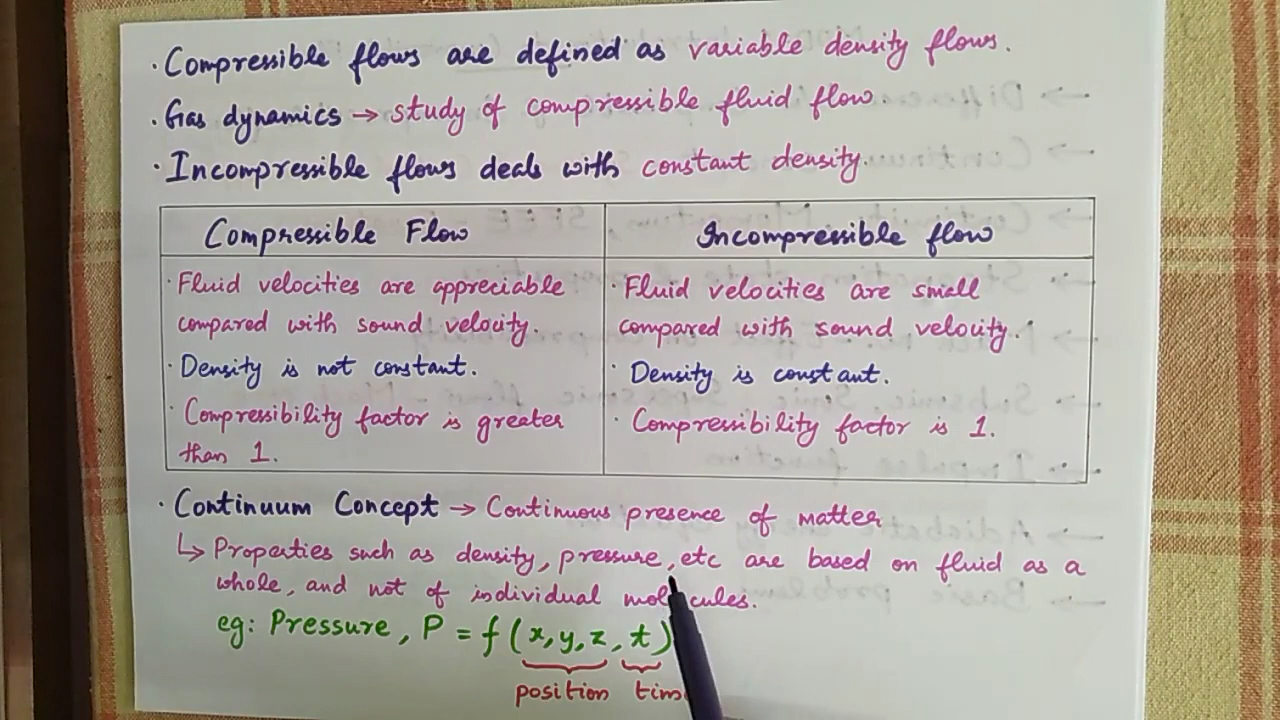 · Compressible flows are defined as variable density flows.
· Gas dynamics → study of compressible fluid flow
· Incompressible flows deals with constant density.
Compressible Flow
· Fluid velocities are appreciable
compared with sound velocity.
· Density is not constant.
· Compressibility factor is greater
than 1.
Incompressible flow
· Fluid velocities are small
compared with sound velocity.
· Density is constant.
· Compressibility factor is 1.
· Continuum Concept → Continuous presence of matter
↳ Properties such as density, pressure, etc are based on fluid as a
whole, and not of individual molecules.
eg: Pressure, P = f (x, y, z, t)
position tim